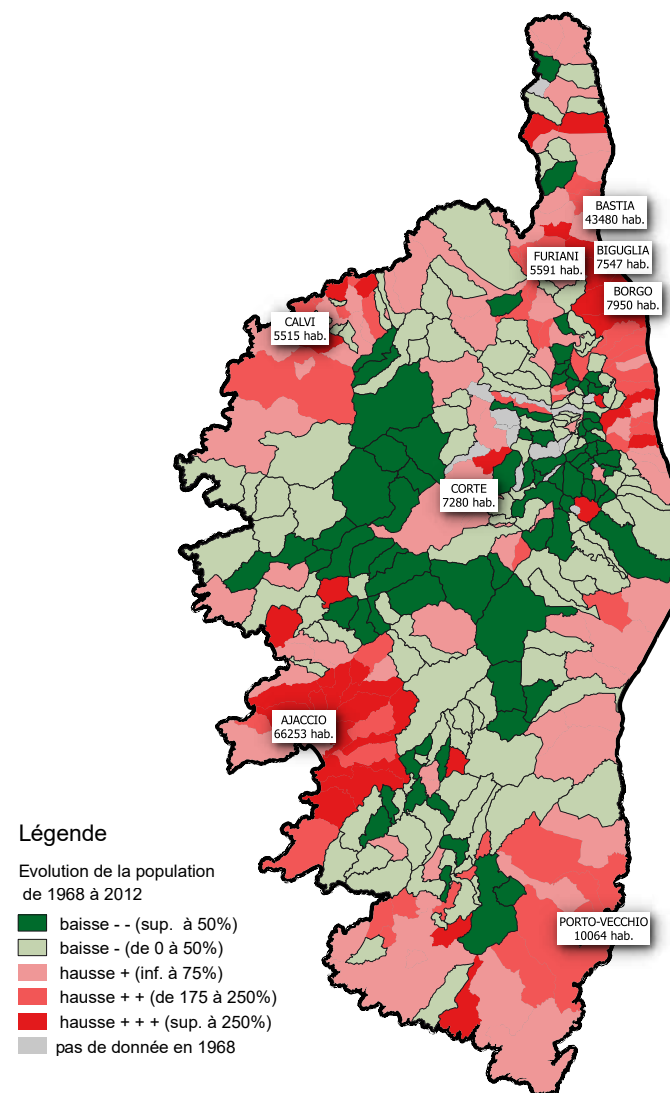 BASTIA
43480 hab.
BIGUGLIA
7547 hab.
FURIANI
5591 hab.
BORGO
7950 hab.
CALVI
5515 hab.
CORTE
7280 hab.
AJACCIO
66253 hab.
PORTO-VECCHIO
10064 hab.
Légende
Evolution de la population
de 1968 à 2012
baisse - - (sup. à 50%)
baisse - (de 0 à 50%)
hausse + (inf. à 75%)
hausse + + (de 175 à 250%)
hausse + + + (sup. à 250%)
pas de donnée en 1968